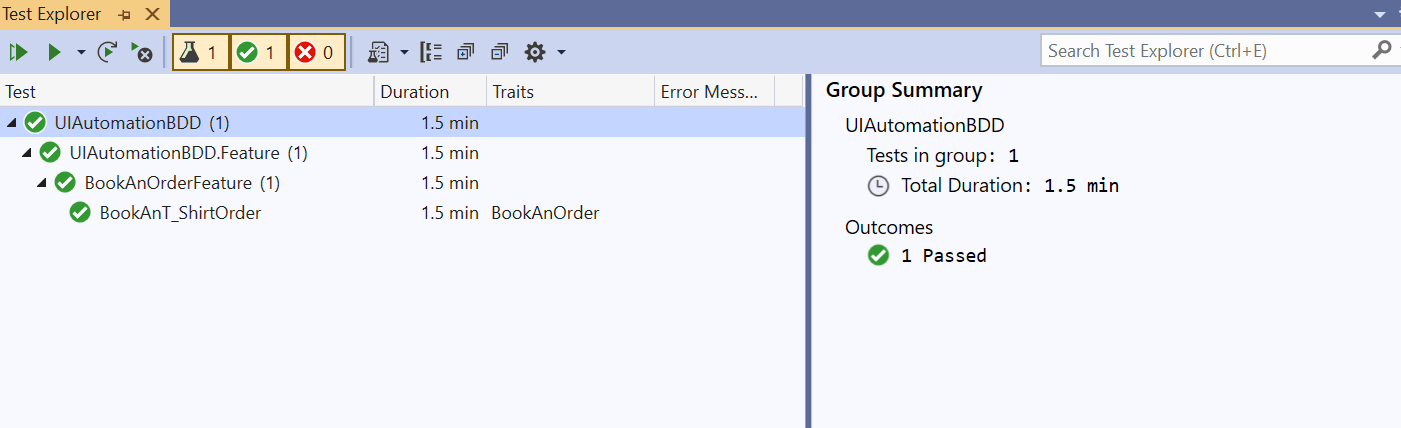 Test Explorer
1 1 0
Search Test Explorer (Ctrl+E)
Test Duration Traits Error Mess...
UIAutomationBDD (1) 1.5 min
UIAutomationBDD.Feature (1) 1.5 min
BookAnOrderFeature (1) 1.5 min
BookAnT_ShirtOrder 1.5 min BookAnOrder
Group Summary
UIAutomationBDD
Tests in group: 1
Total Duration: 1.5 min
Outcomes
1 Passed